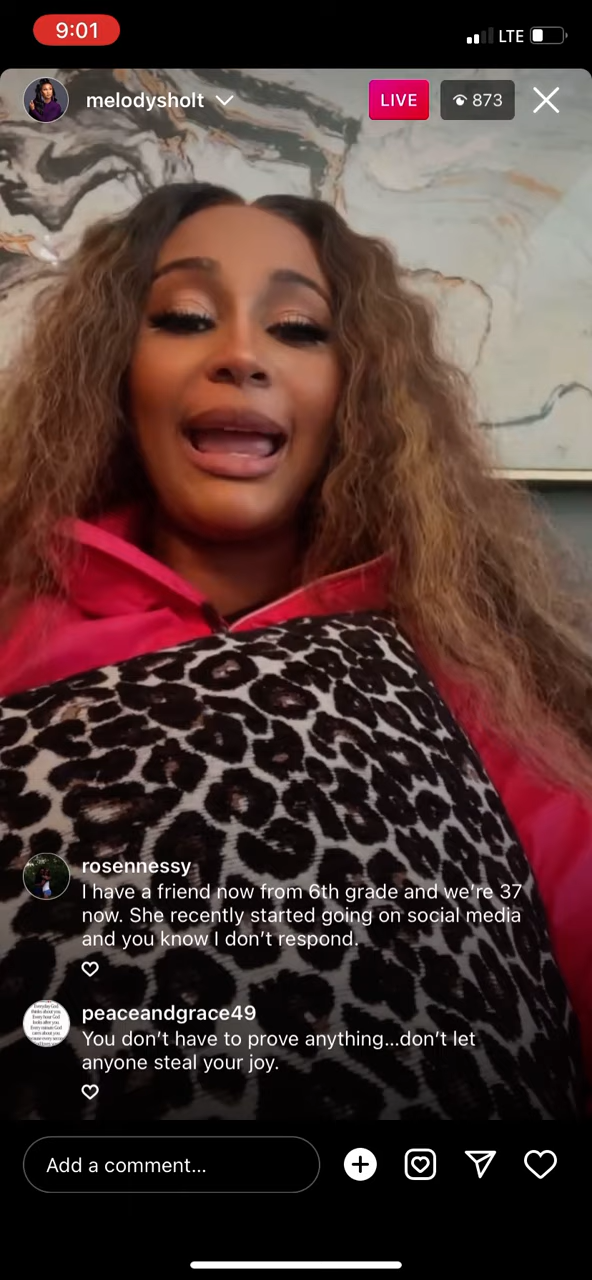 9:01
LTE
melodysholt
LIVE
873
rosennessy
I have a friend now from 6th grade and we’re 37
now. She recently started going on social media
and you know I don’t respond.
peaceandgrace49
You don’t have to prove anything...don’t let
anyone steal your joy.
Add a comment...